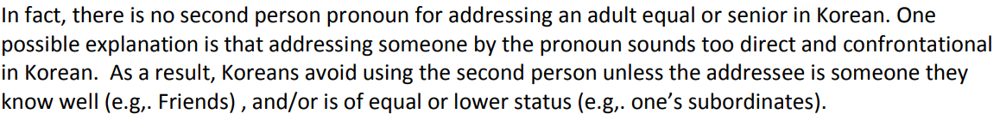 In fact, there is no second person pronoun for addressing an adult equal or senior in Korean. One
possible explanation is that addressing someone by the pronoun sounds too direct and confrontational
in Korean.  As a result, Koreans avoid using the second person unless the addressee is someone they
know well (e.g,. Friends) , and/or is of equal or lower status (e.g,. one’s subordinates).